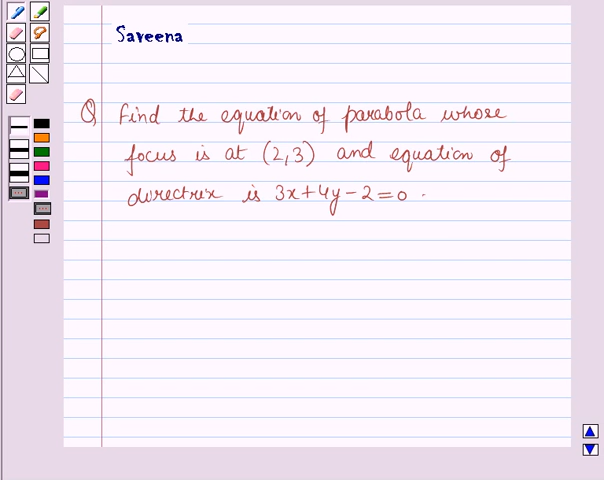 Saveena
Q Find the equation of parabola whose
focus is at (2,3) and equation of
directrix is 3x+4y-2=0.